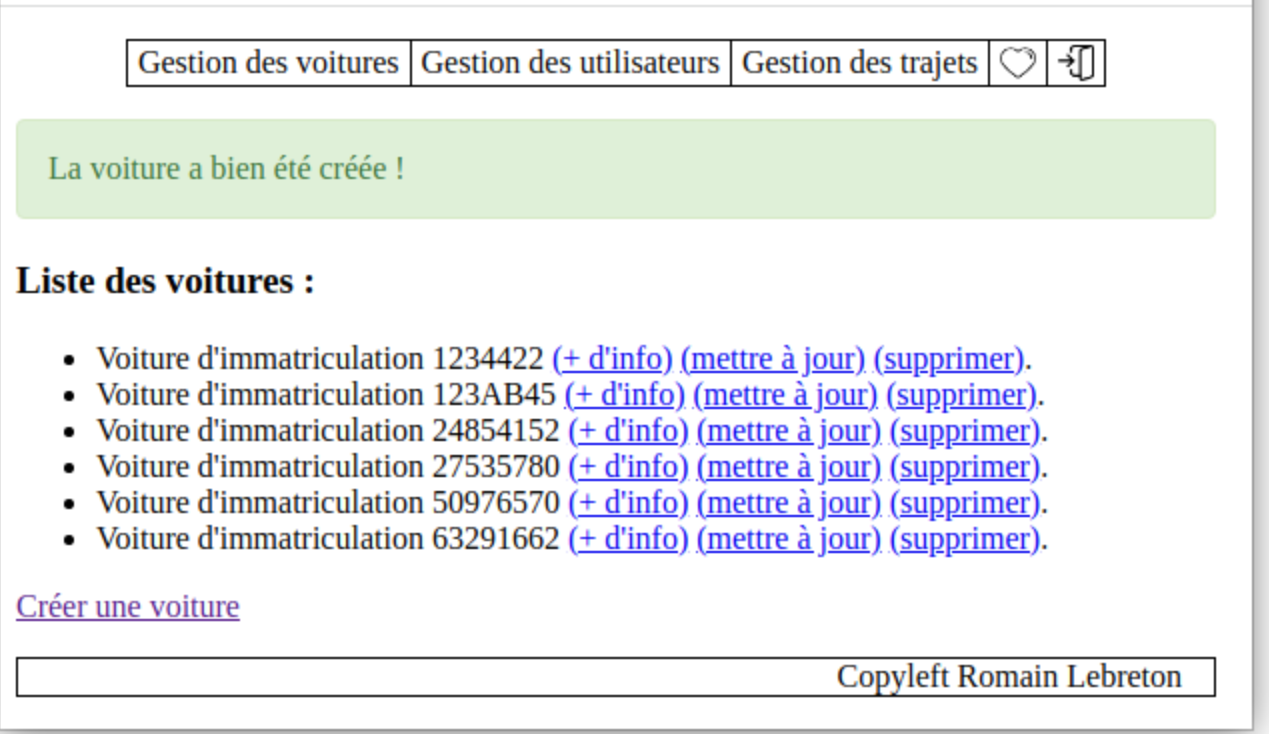 Gestion des voitures Gestion des utilisateurs Gestion des trajets
La voiture a bien été créée !
Liste des voitures :
• Voiture d'immatriculation 1234422 (+ d'info) (mettre à jour) (supprimer).
• Voiture d'immatriculation 123AB45 (+ d'info) (mettre à jour) (supprimer).
• Voiture d'immatriculation 24854152 (+ d'info) (mettre à jour) (supprimer).
• Voiture d'immatriculation 27535780 (+ d'info) (mettre à jour) (supprimer).
• Voiture d'immatriculation 50976570 (+ d'info) (mettre à jour) (supprimer).
• Voiture d'immatriculation 63291662 (+ d'info) (mettre à jour) (supprimer).
Créer une voiture
Copyleft Romain Lebreton